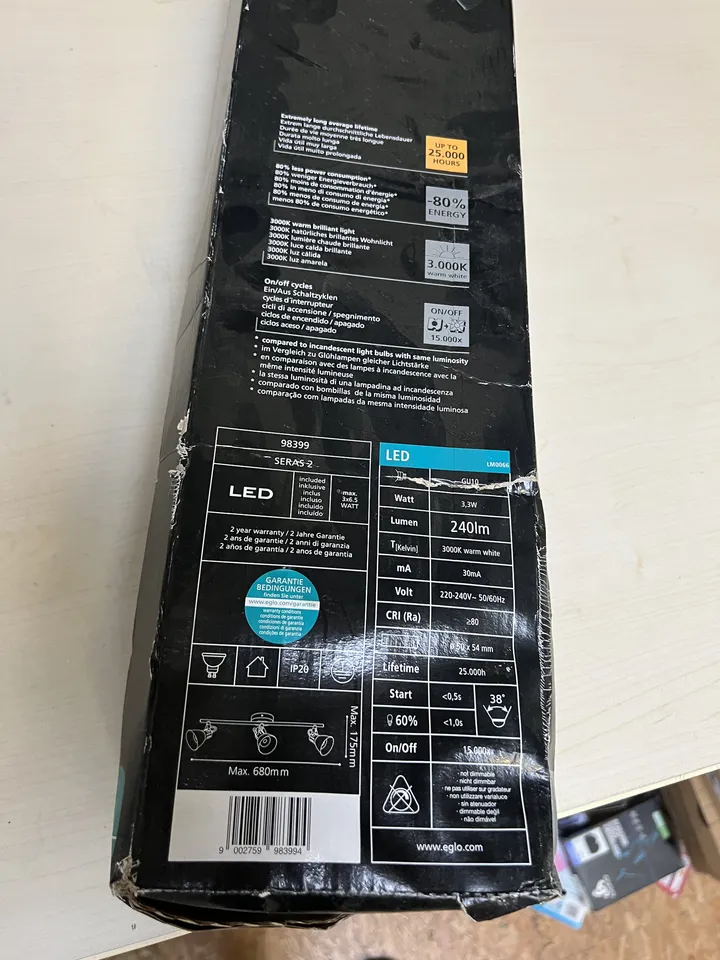 Extremely long average lifetime
Extrem lange durchschnittliche Lebensdauer
Durée de vie moyenne très longue
Durata molto lunga
Vida útil muy larga
Vida útil muito prolongada
UP TO
25.000
HOURS
80% less power consumption*
80% weniger Energieverbrauch*
80% moins de consommation d'énergie*
80% in meno di consumo di energia*
80% menos de consumo de energía*
menos 80% de consumo energético*
-80%
ENERGY
3000K warm brilliant light
3000K natürliches brillantes Wohnlicht
3000K lumière chaude brillante
3000K luce calda brillante
3000K luz cálida
3000K luz amarela
3.000K
warm white
On/off cycles
Ein/Aus Schaltzyklen
cycles d'interrupteur
cicli di accensione / spegnimento
ciclos de encendido / apagado
ciclos aceso / apagado
ON/OFF
15.000x
* compared to incandescent light bulbs with same luminosity
* im Vergleich zu Glühlampen gleicher Lichtstärke
* en comparaison avec des lampes à incandescence avec la
même intensité lumineuse
* la stessa luminosità di una lampadina ad incandescenza
* comparado con bombillas de la misma luminosidad
* comparação com lampadas da mesma intensidade luminosa
98399
SERAS 2
LED
included
inklusive
inclus
incluso
incluido
incluído
max.
3x6.5
WATT
2 year warranty / 2 Jahre Garantie
2 ans de garantie / 2 anni di garanzia
2 años de garantía / 2 anos de garantia
GARANTIE
BEDINGUNGEN
finden Sie unter
www.eglo.com/garantie
warranty conditions
conditions de garantie
condiciones de garantía
condizioni di garanzia
condições de garantia
IP20
Max. 175mm
Max. 680mm
9 002759 983994
LED
LM0066
GU10
Watt
3,3W
Lumen
240lm
T[Kelvin]
3000K warm white
mA
30mA
Volt
220-240V~ 50/60Hz
CRI (Ra)
≥80
ø 50 x 54 mm
Lifetime
25.000h
Start
<0,5s
38°
60%
<1,0s
On/Off
15.000x
· not dimmable
· nicht dimmbar
· ne pas utiliser sur gradateur
· non utilizzare varialuce
· sin atenuador
· dimmable değil
· não dimável
www.eglo.com